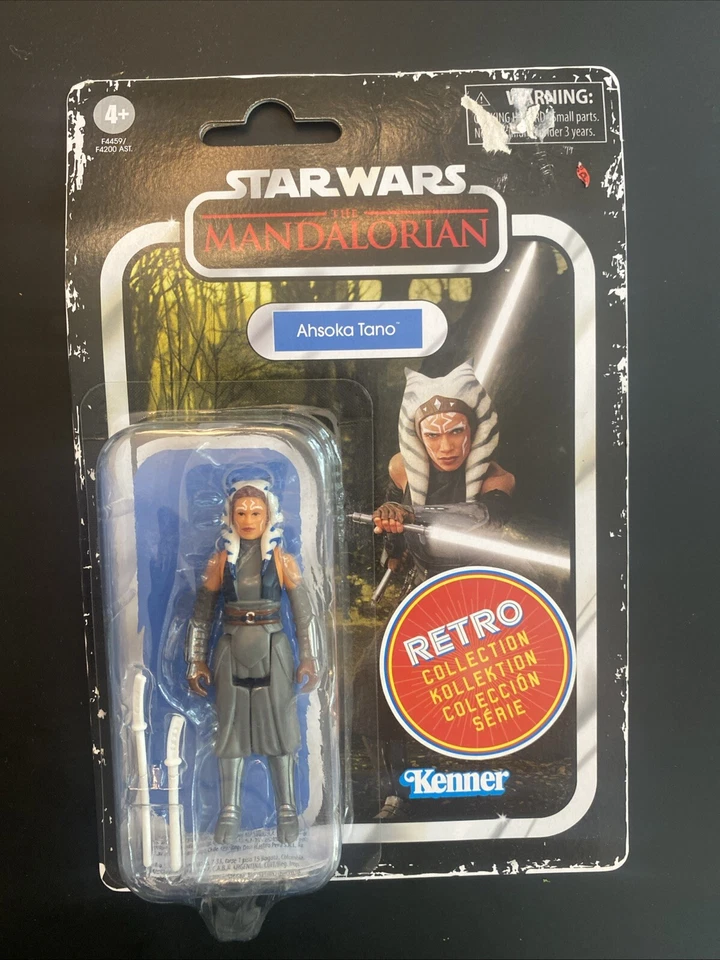 4+
F4459/
F4200 AST.
WARNING:
Small parts.
3 years.
STAR WARS
THE
MANDALORIAN
Ahsoka Tano™
RETRO
COLLECTION
KOLLEKTION
COLECCIÓN
SÉRIE
Kenner